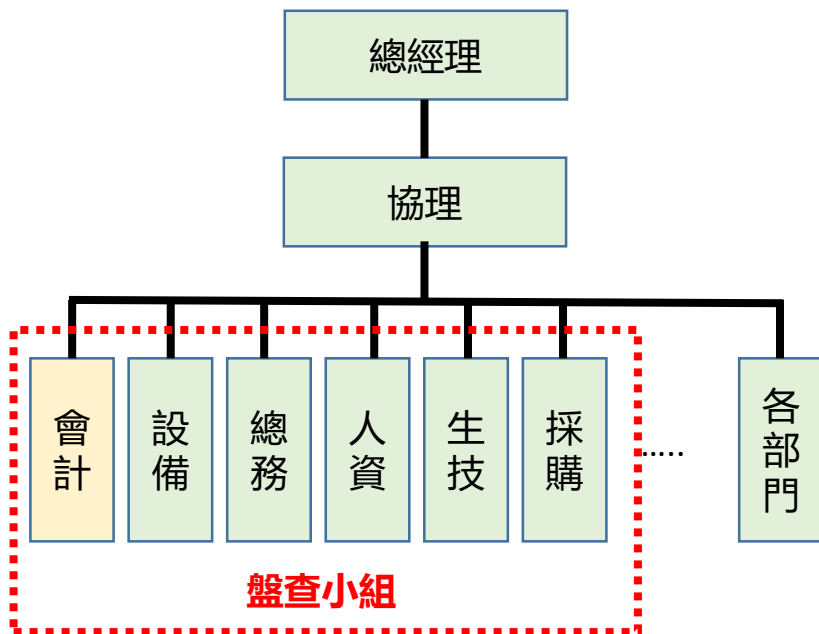 總經理
協理
會計
設備
總務
人資
生技
採購
.....
各部門
盤查小組